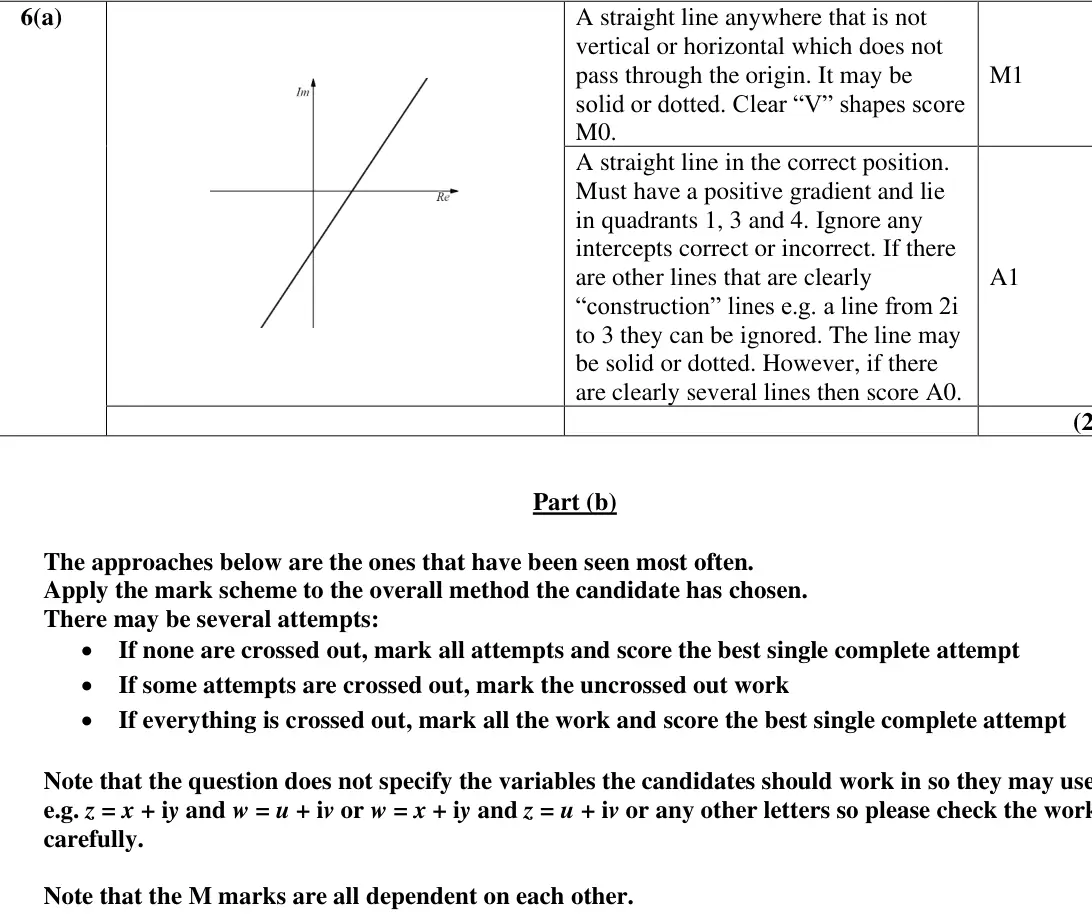 6(a)
Im
Re
A straight line anywhere that is not
vertical or horizontal which does not
pass through the origin. It may be
solid or dotted. Clear “V” shapes score
M0.
M1
A straight line in the correct position.
Must have a positive gradient and lie
in quadrants 1, 3 and 4. Ignore any
intercepts correct or incorrect. If there
are other lines that are clearly
“construction” lines e.g. a line from 2i
to 3 they can be ignored. The line may
be solid or dotted. However, if there
are clearly several lines then score A0.
A1
(2
Part (b)
The approaches below are the ones that have been seen most often.
Apply the mark scheme to the overall method the candidate has chosen.
There may be several attempts:
• If none are crossed out, mark all attempts and score the best single complete attempt
• If some attempts are crossed out, mark the uncrossed out work
• If everything is crossed out, mark all the work and score the best single complete attempt
Note that the question does not specify the variables the candidates should work in so they may use
e.g. z = x + iy and w = u + iv or w = x + iy and z = u + iv or any other letters so please check the work
carefully.
Note that the M marks are all dependent on each other.